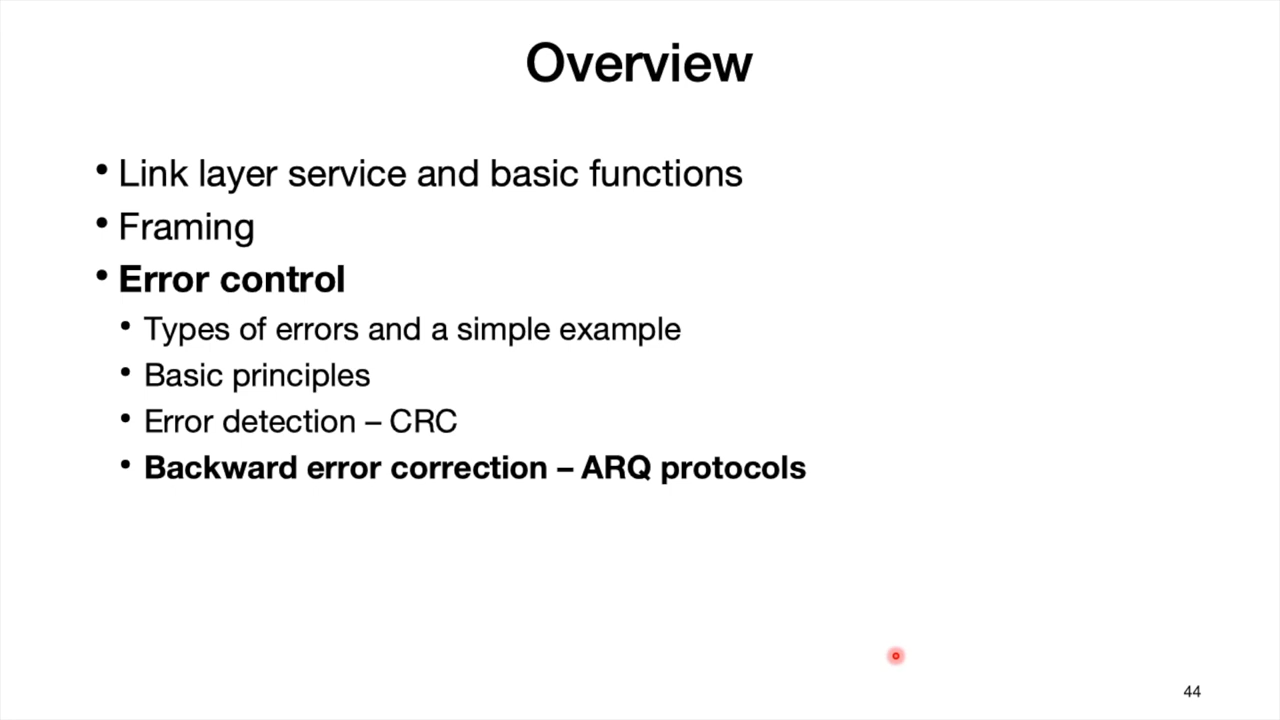 Overview
• Link layer service and basic functions
• Framing
• Error control
• Types of errors and a simple example
• Basic principles
• Error detection – CRC
• Backward error correction – ARQ protocols
44